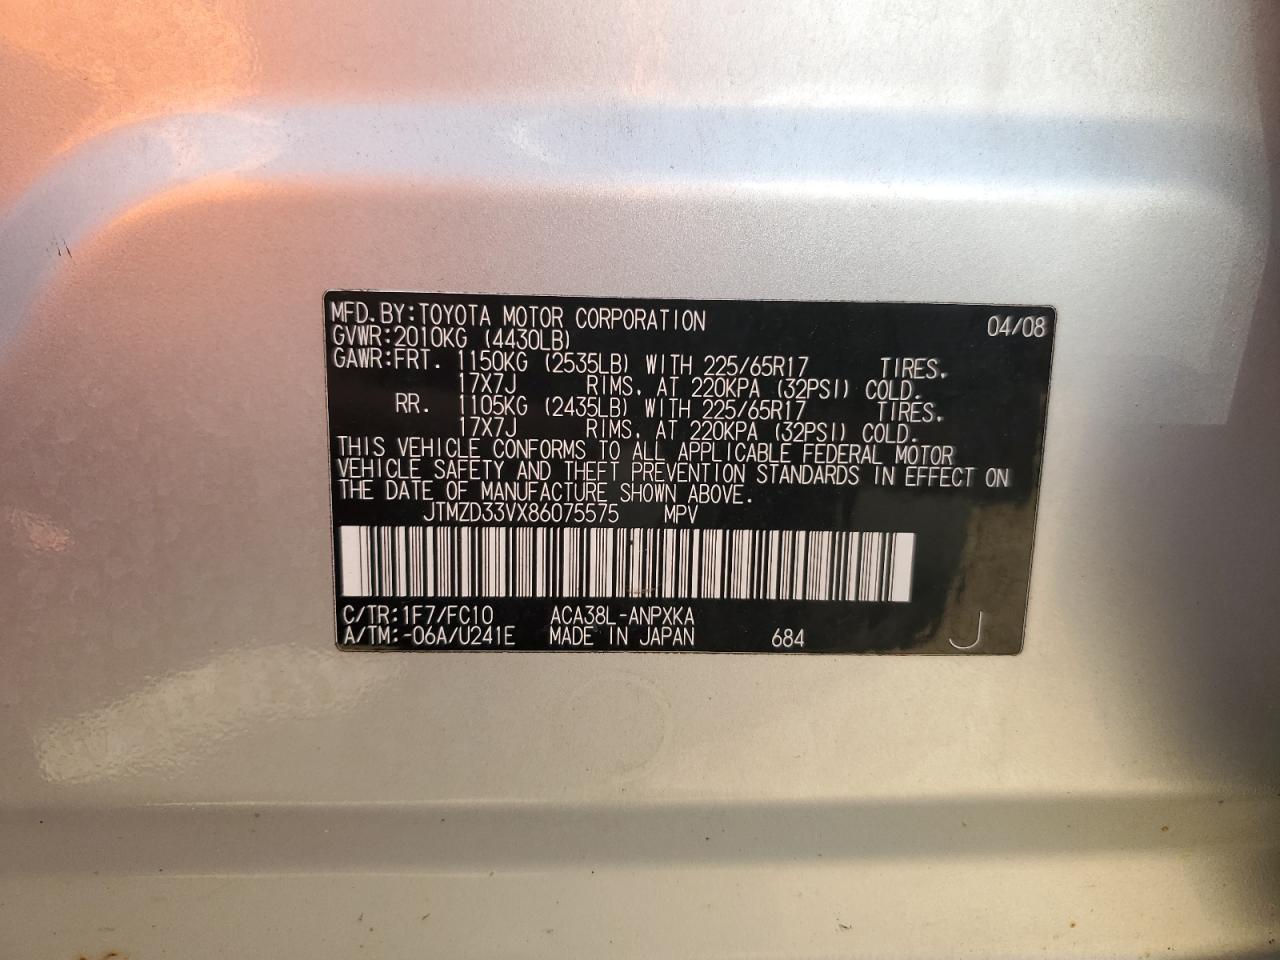 MFD. BY: TOYOTA MOTOR CORPORATION 04/08
GVWR: 2010KG (4430LB)
GAWR: FRT. 1150KG (2535LB) WITH 225/65R17 TIRES.
17X7J RIMS, AT 220KPA (32PSI) COLD.
RR. 1105KG (2435LB) WITH 225/65R17 TIRES.
17X7J RIMS, AT 220KPA (32PSI) COLD.
THIS VEHICLE CONFORMS TO ALL APPLICABLE FEDERAL MOTOR
VEHICLE SAFETY AND THEFT PREVENTION STANDARDS IN EFFECT ON
THE DATE OF MANUFACTURE SHOWN ABOVE.
JTMZD33VX86075575 MPV
C/TR: 1F7/FC10 ACA38L-ANPXKA
A/TM: -06A/U241E MADE IN JAPAN 684 J